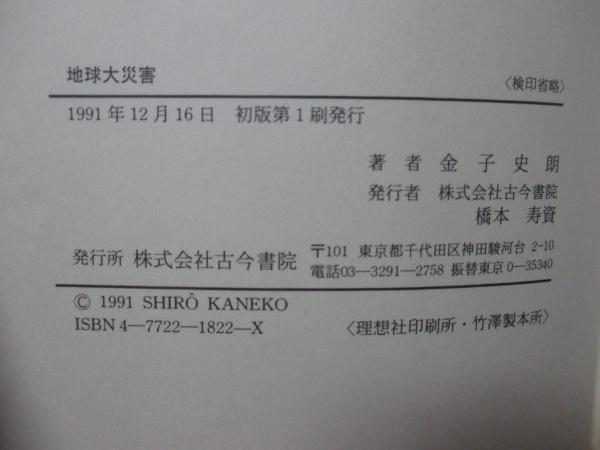 地球大災害 〈検印省略〉
1991年12月16日 初版第1刷発行
著者 金子史朗
発行者 株式会社古今書院
橋本 寿資
発行所 株式会社古今書院 〒101 東京都千代田区神田駿河台 2-10
電話03―3291―2758 振替東京 0―35340
© 1991 SHIRÔ KANEKO
ISBN4―7722―1822―X 〈理想社印刷所・竹澤製本所〉